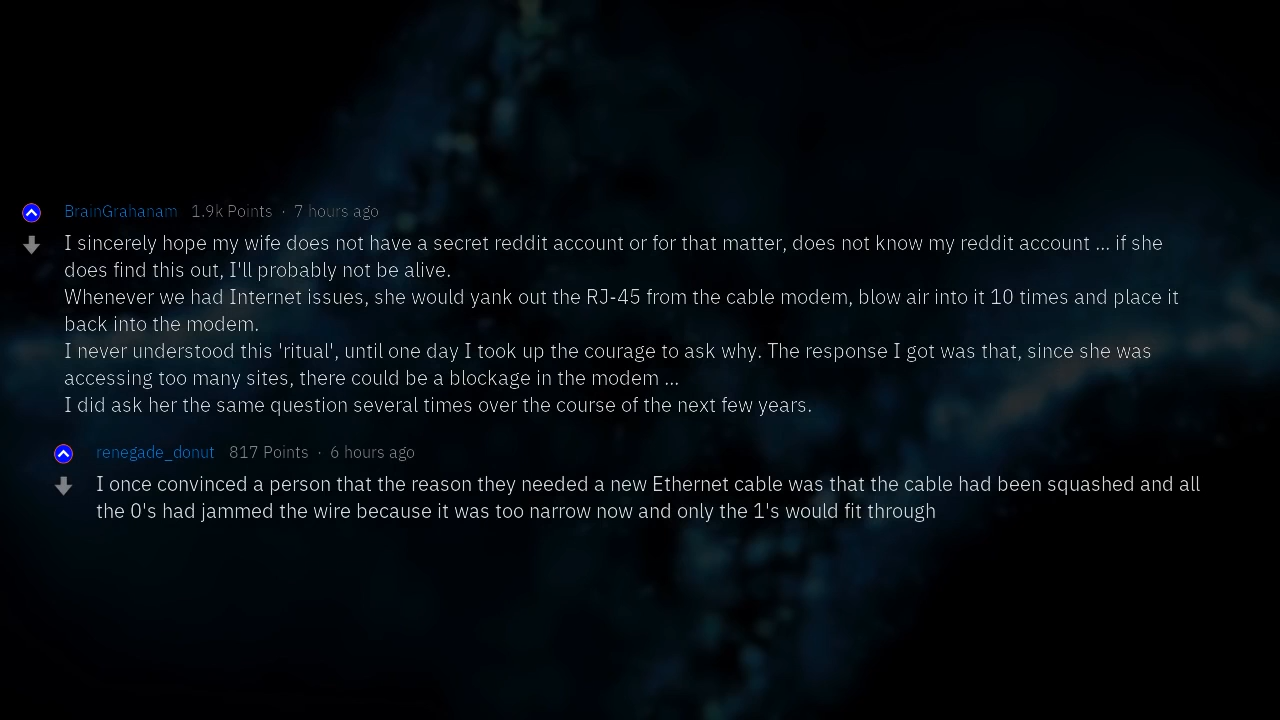 BrainGrahanam 1.9k Points · 7 hours ago
I sincerely hope my wife does not have a secret reddit account or for that matter, does not know my reddit account ... if she
does find this out, I'll probably not be alive.
Whenever we had Internet issues, she would yank out the RJ-45 from the cable modem, blow air into it 10 times and place it
back into the modem.
I never understood this 'ritual', until one day I took up the courage to ask why. The response I got was that, since she was
accessing too many sites, there could be a blockage in the modem ...
I did ask her the same question several times over the course of the next few years.
renegade_donut 817 Points · 6 hours ago
I once convinced a person that the reason they needed a new Ethernet cable was that the cable had been squashed and all
the 0's had jammed the wire because it was too narrow now and only the 1's would fit through